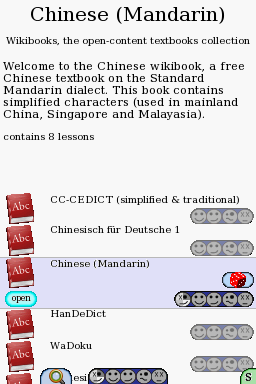 Chinese (Mandarin)
Wikibooks, the open-content textbooks collection
Welcome to the Chinese wikibook, a free
Chinese textbook on the Standard
Mandarin dialect. This book contains
simplified characters (used in mainland
China, Singapore and Malayasia).
contains 8 lessons
Abc CC-CEDICT (simplified & traditional)
Abc Chinesisch für Deutsche 1
Abc Chinese (Mandarin)
open
Abc HanDeDict
Abc WaDoku
Abc
S